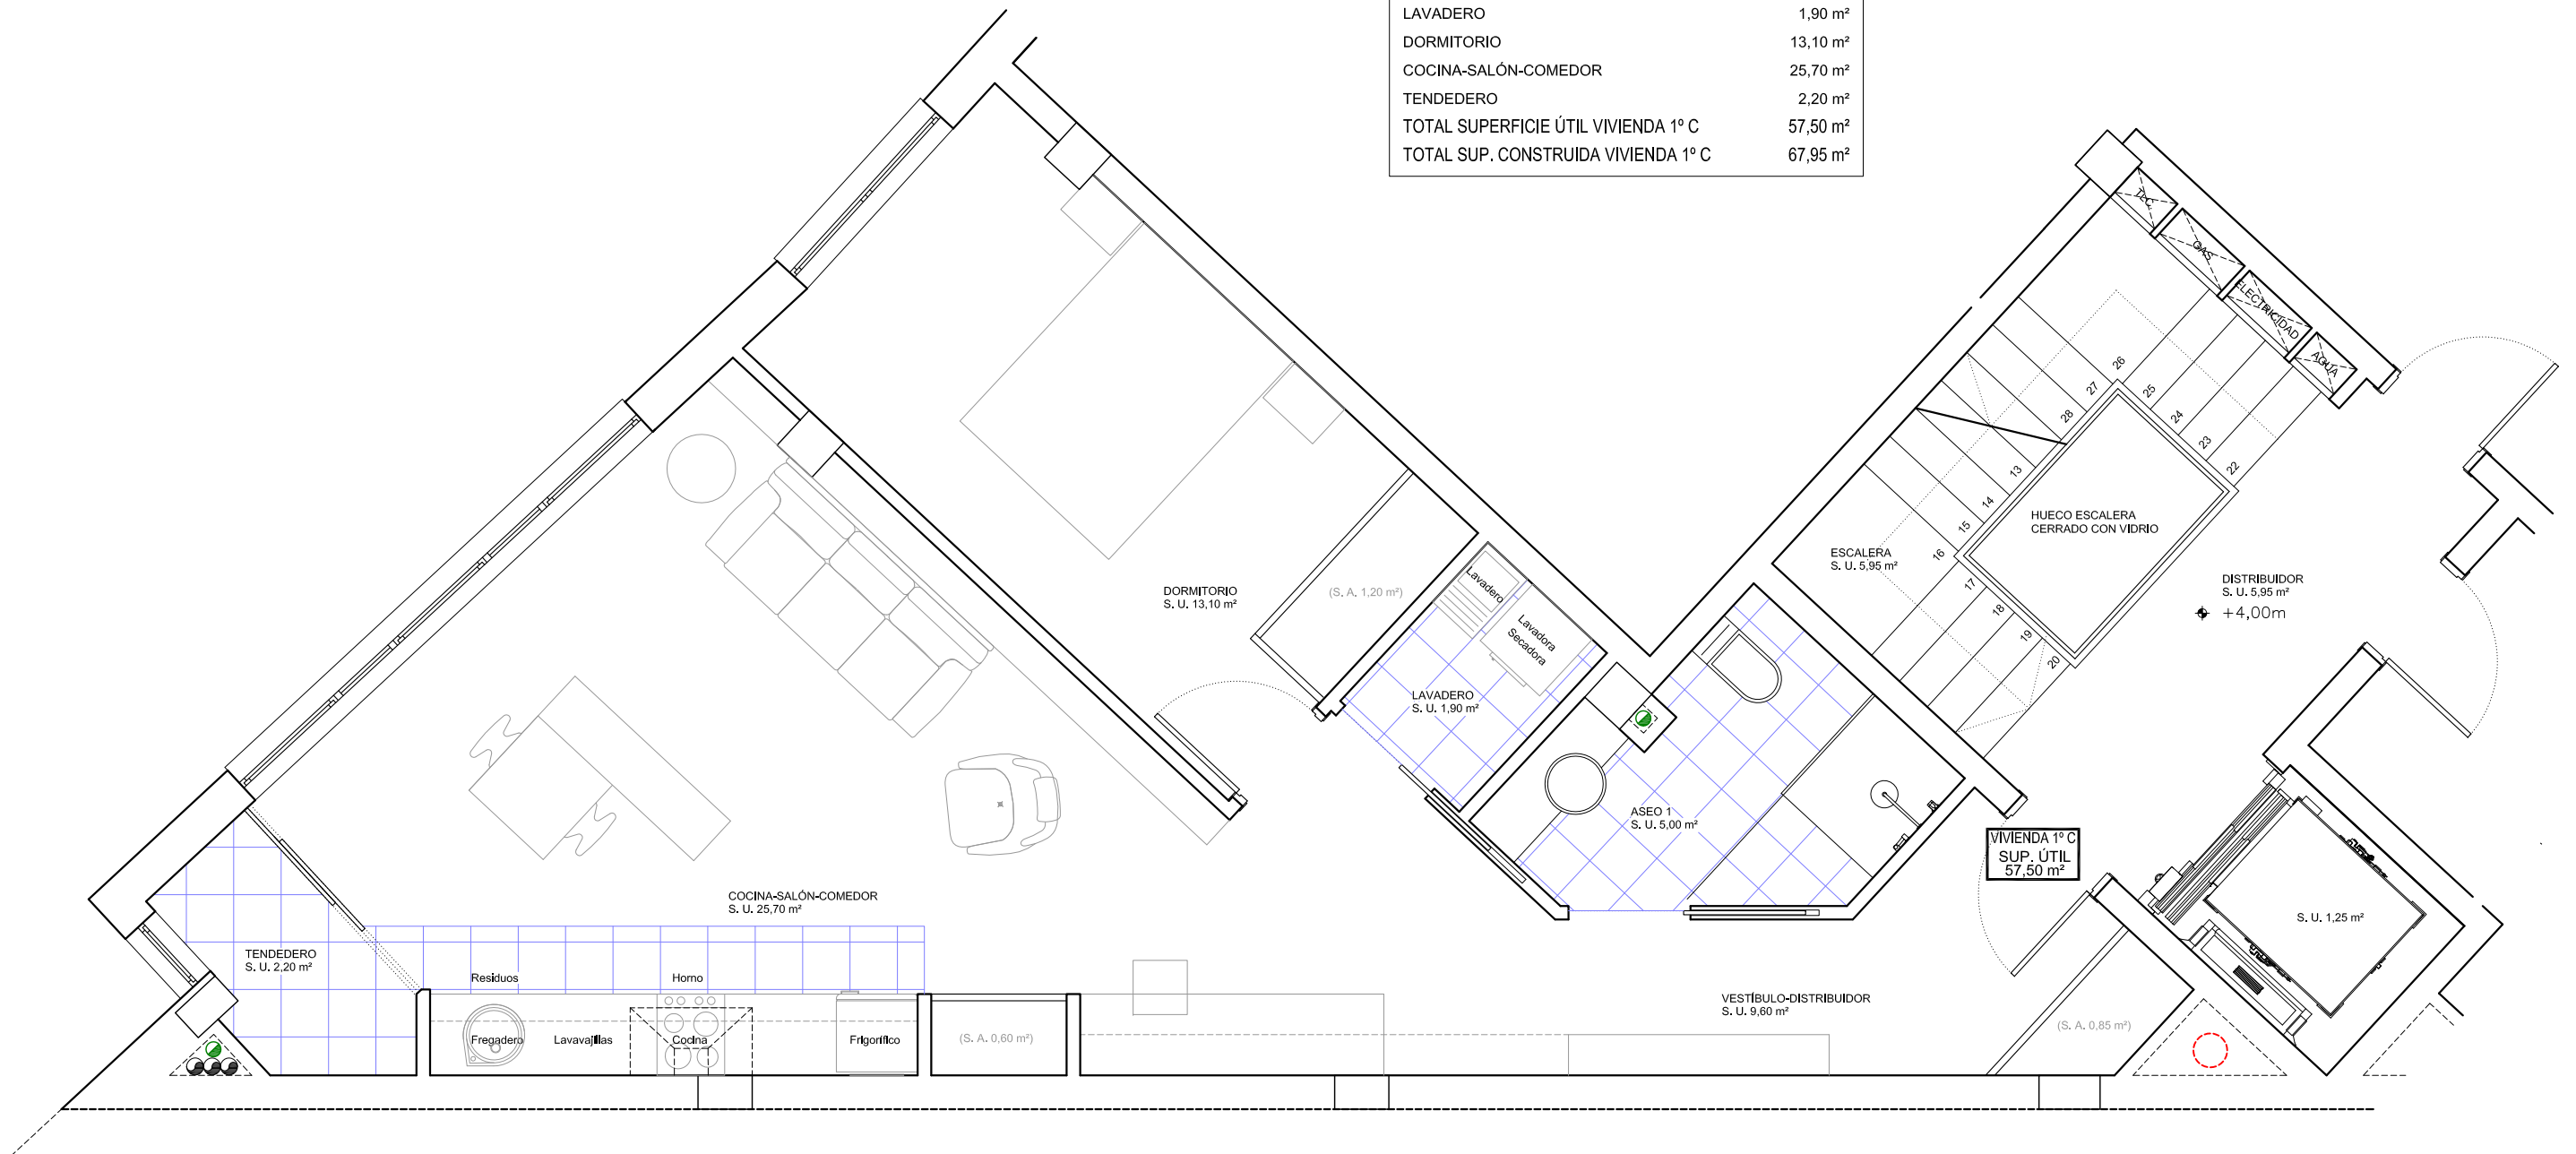 LAVADERO 1,90 m²
DORMITORIO 13,10 m²
COCINA-SALÓN-COMEDOR 25,70 m²
TENDEDERO 2,20 m²
TOTAL SUPERFICIE ÚTIL VIVIENDA 1º C 57,50 m²
TOTAL SUP. CONSTRUIDA VIVIENDA 1º C 67,95 m²
TLC.
GAS
ELECTRICIDAD
AGUA
26
27
28
25
24
23
22
13
14
15
16
17
18
19
20
HUECO ESCALERA
CERRADO CON VIDRIO
ESCALERA
S. U. 5,95 m²
DISTRIBUIDOR
S. U. 5,95 m²
+4,00m
DORMITORIO
S. U. 13,10 m²
(S. A. 1,20 m²)
Lavadero
Lavadora
Secadora
LAVADERO
S. U. 1,90 m²
ASEO 1
S. U. 5,00 m²
VIVIENDA 1º C
SUP. ÚTIL
57,50 m²
S. U. 1,25 m²
COCINA-SALÓN-COMEDOR
S. U. 25,70 m²
TENDEDERO
S. U. 2,20 m²
Residuos
Horno
Fregadero
Lavavajillas
Cocina
Frigorífico
(S. A. 0,60 m²)
VESTÍBULO-DISTRIBUIDOR
S. U. 9,60 m²
(S. A. 0,85 m²)